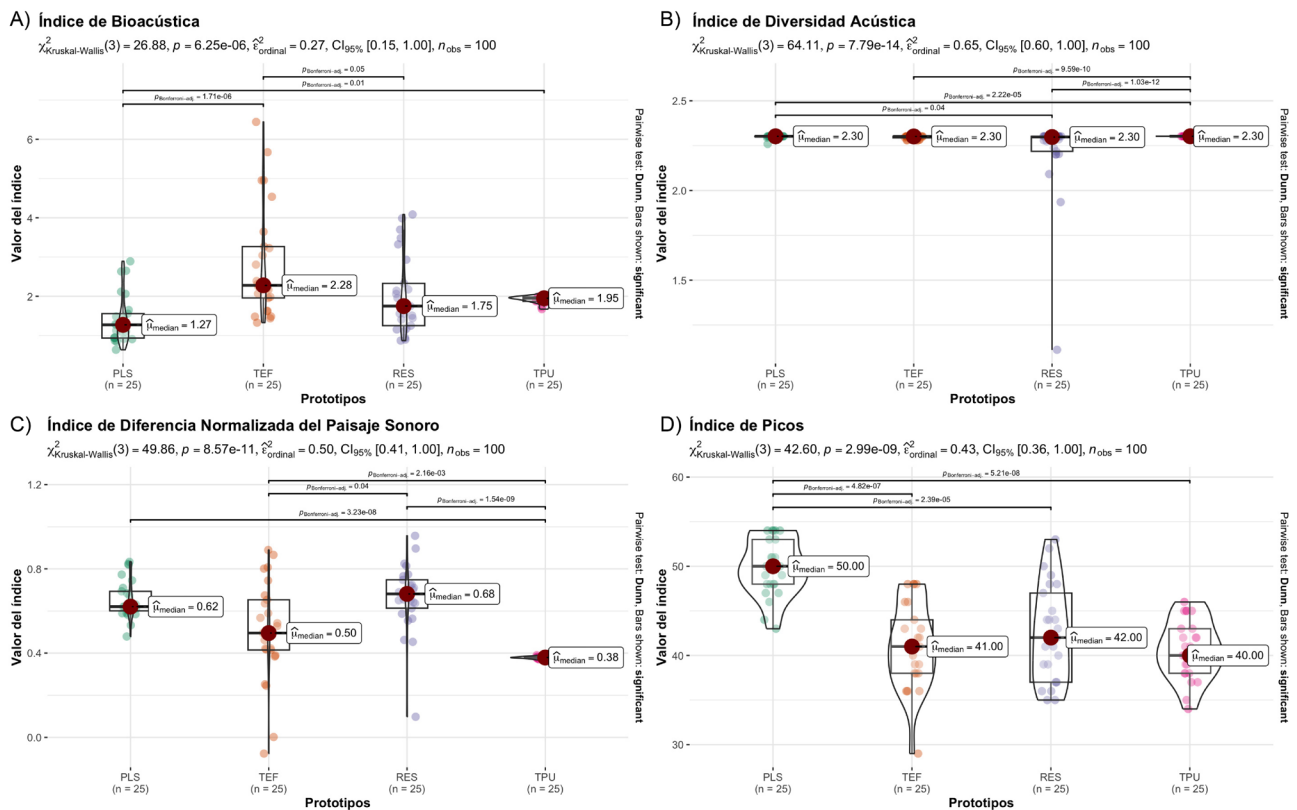 A) Índice de Bioacústica
χ²Kruskal-Wallis(3) = 26.88, p = 6.25e-06, ε̂²ordinal = 0.27, CI95% [0.15, 1.00], nobs = 100
pBonferroni-adj. = 0.05
pBonferroni-adj. = 0.01
pBonferroni-adj. = 1.71e-06
6
4
2
Valor del índice
μ̂median = 1.27
μ̂median = 2.28
μ̂median = 1.75
μ̂median = 1.95
PLS
(n = 25)
TEF
(n = 25)
RES
(n = 25)
TPU
(n = 25)
Prototipos
Pairwise test: Dunn, Bars shown: significant
B) Índice de Diversidad Acústica
χ²Kruskal-Wallis(3) = 64.11, p = 7.79e-14, ε̂²ordinal = 0.65, CI95% [0.60, 1.00], nobs = 100
pBonferroni-adj. = 9.59e-10
pBonferroni-adj. = 1.03e-12
pBonferroni-adj. = 2.22e-05
pBonferroni-adj. = 0.04
2.5
2.0
1.5
Valor del índice
μ̂median = 2.30
μ̂median = 2.30
μ̂median = 2.30
μ̂median = 2.30
PLS
(n = 25)
TEF
(n = 25)
RES
(n = 25)
TPU
(n = 25)
Prototipos
Pairwise test: Dunn, Bars shown: significant
C) Índice de Diferencia Normalizada del Paisaje Sonoro
χ²Kruskal-Wallis(3) = 49.86, p = 8.57e-11, ε̂²ordinal = 0.50, CI95% [0.41, 1.00], nobs = 100
pBonferroni-adj. = 2.16e-03
pBonferroni-adj. = 0.04
pBonferroni-adj. = 1.54e-09
pBonferroni-adj. = 3.23e-08
1.2
0.8
0.4
0.0
Valor del índice
μ̂median = 0.62
μ̂median = 0.50
μ̂median = 0.68
μ̂median = 0.38
PLS
(n = 25)
TEF
(n = 25)
RES
(n = 25)
TPU
(n = 25)
Prototipos
Pairwise test: Dunn, Bars shown: significant
D) Índice de Picos
χ²Kruskal-Wallis(3) = 42.60, p = 2.99e-09, ε̂²ordinal = 0.43, CI95% [0.36, 1.00], nobs = 100
pBonferroni-adj. = 5.21e-08
pBonferroni-adj. = 4.82e-07
pBonferroni-adj. = 2.39e-05
60
50
40
30
Valor del índice
μ̂median = 50.00
μ̂median = 41.00
μ̂median = 42.00
μ̂median = 40.00
PLS
(n = 25)
TEF
(n = 25)
RES
(n = 25)
TPU
(n = 25)
Prototipos
Pairwise test: Dunn, Bars shown: significant